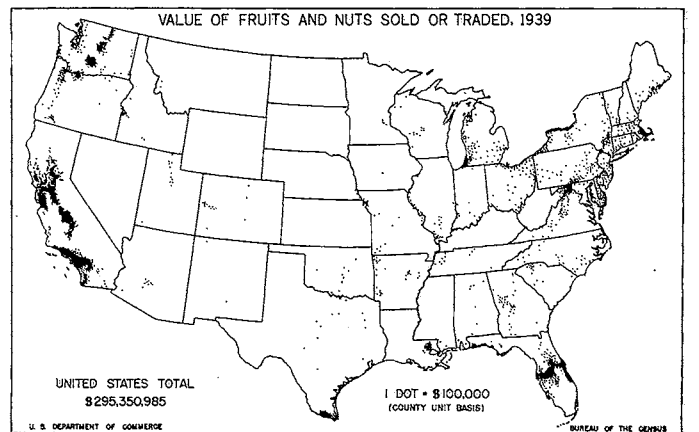 VALUE OF FRUITS AND NUTS SOLD OR TRADED, 1939
UNITED STATES TOTAL
$295,350,985
1 DOT = $100,000
(COUNTY UNIT BASIS)
U. S. DEPARTMENT OF COMMERCE
BUREAU OF THE CENSUS